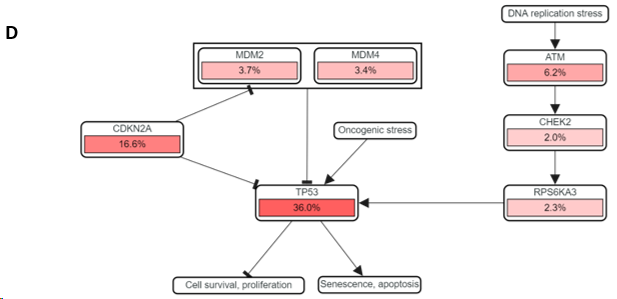 D
DNA replication stress
MDM2
3.7%
MDM4
3.4%
ATM
6.2%
CDKN2A
16.6%
Oncogenic stress
CHEK2
2.0%
TP53
36.0%
RPS6KA3
2.3%
Cell survival, proliferation
Senescence, apoptosis